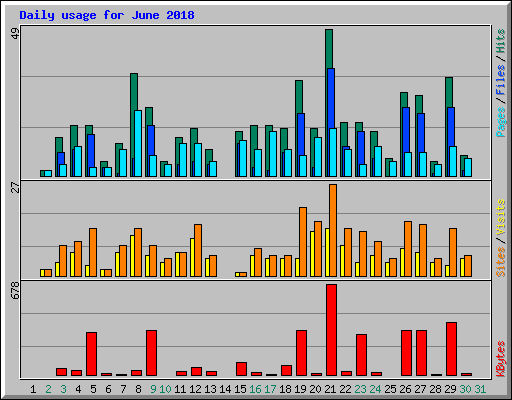 Daily usage for June 2018
49
Pages / Files / Hits
27
Sites / Visits
678
KBytes
1 2 3 4 5 6 7 8 9 10 11 12 13 14 15 16 17 18 19 20 21 22 23 24 25 26 27 28 29 30 31